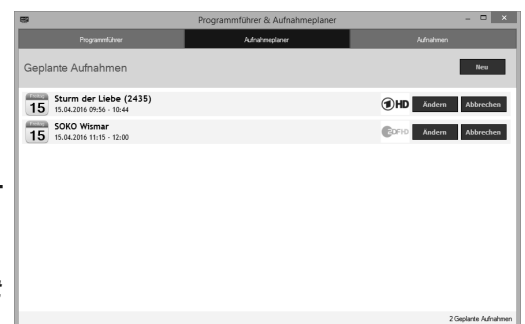 Programmführer & Aufnahmeplaner
Programmführer Aufnahmeplaner Aufnahmen
Geplante Aufnahmen Neu
15 Sturm der Liebe (2435)
15.04.2016 09:56 - 10:44
HD Ändern Abbrechen
15 SOKO Wismar
15.04.2016 11:15 - 12:00
ZDF HD Ändern Abbrechen
2 Geplante Aufnahmen